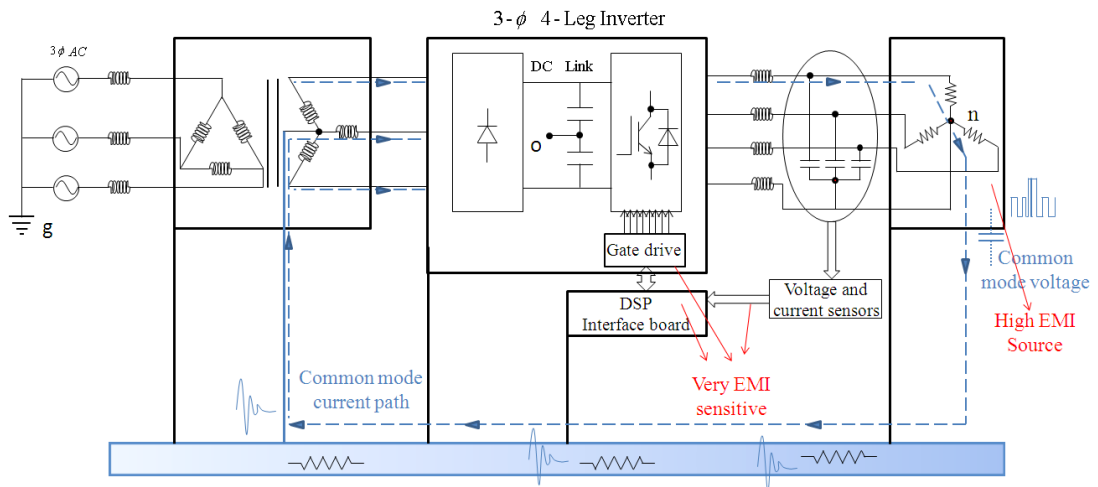 3-ϕ 4-Leg Inverter
3ϕ AC
DC Link
o
n
g
Gate drive
DSP
Interface board
Voltage and
current sensors
Common
mode voltage
High EMI
Source
Very EMI
sensitive
Common mode
current path